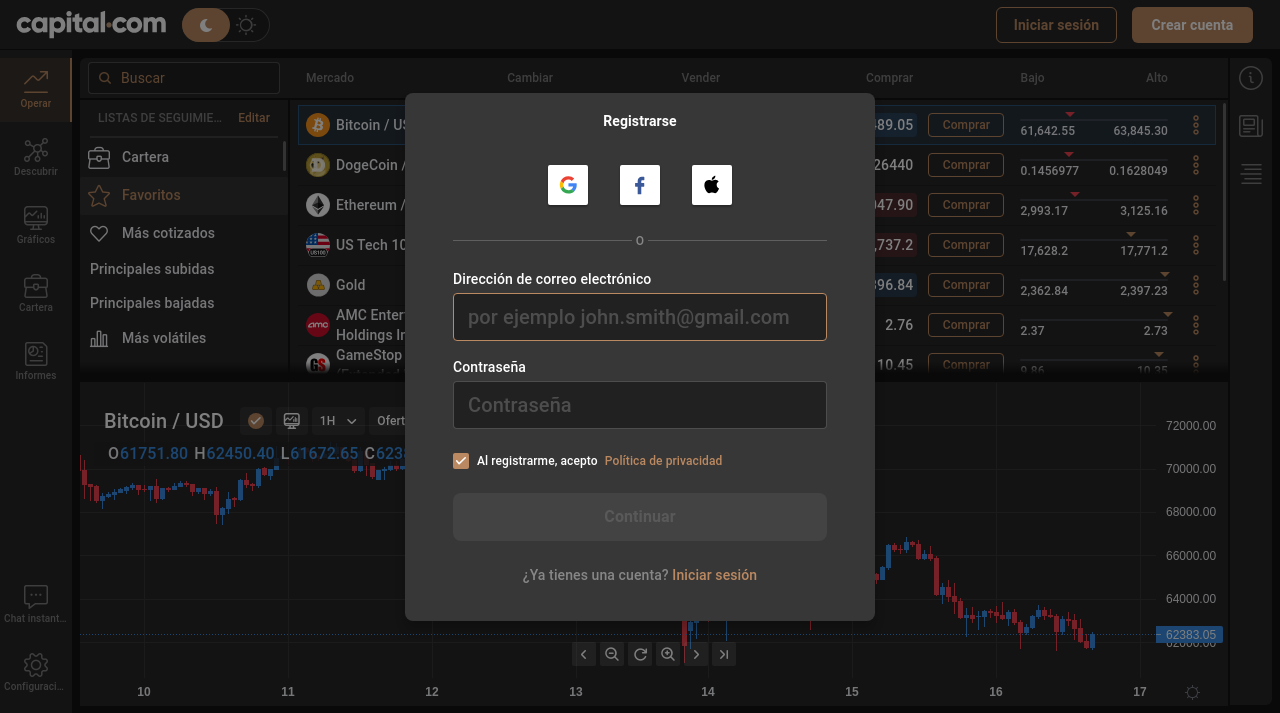 capital.com
Iniciar sesión
Crear cuenta
Operar
Descubrir
Gráficos
Cartera
Informes
Chat instant...
Configuraci...
Buscar
LISTAS DE SEGUIMIE...
Editar
Cartera
Favoritos
Más cotizados
Principales subidas
Principales bajadas
Más volátiles
Mercado Cambiar Vender Comprar Bajo Alto
Bitcoin / US 89.05 Comprar 61,642.55 63,845.30
DogeCoin / 26440 Comprar 0.1456977 0.1628049
Ethereum / 947.90 Comprar 2,993.17 3,125.16
US Tech 10 ,737.2 Comprar 17,628.2 17,771.2
Gold 396.84 Comprar 2,362.84 2,397.23
AMC Enter
Holdings In 2.76 Comprar 2.37 2.73
GameStop 10.45 Comprar 9.86 10.35
Registrarse
O
Dirección de correo electrónico
por ejemplo john.smith@gmail.com
Contraseña
Contraseña
Al registrarme, acepto Política de privacidad
Continuar
¿Ya tienes una cuenta? Iniciar sesión
Bitcoin / USD 1H Ofert
O61751.80 H62450.40 L61672.65 C623
72000.00
70000.00
68000.00
66000.00
64000.00
62383.05
62000.00
10 11 12 13 14 15 16 17